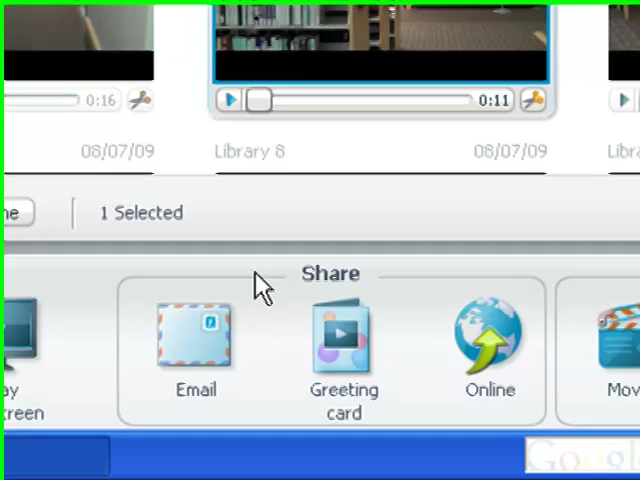 0:16
0:11
08/07/09
Library 8
08/07/09
1 Selected
Share
Email
Greeting
card
Online
Google